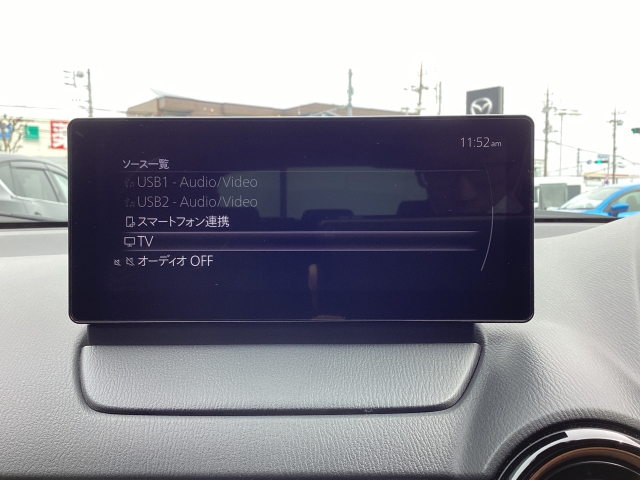 11:52am
ソース一覧
USB1 - Audio/Video
USB2 - Audio/Video
スマートフォン連携
TV
オーディオ OFF